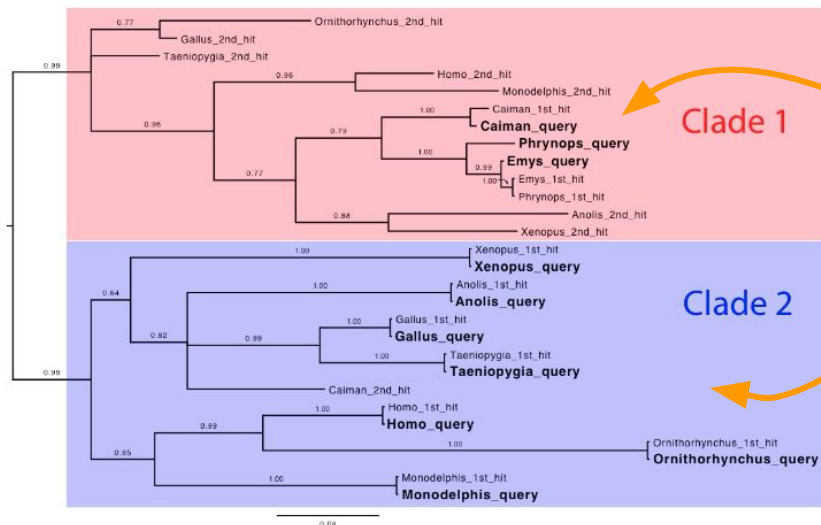 Ornithorhynchus_2nd_hit
0.77
Gallus_2nd_hit
Taeniopygia_2nd_hit
0.99
0.96
Homo_2nd_hit
Monodelphis_2nd_hit
0.96
1.00
Caiman_1st_hit
Caiman_query
Clade 1
0.79
Phrynops_query
1.00
Emys_query
0.99
Emys_1st_hit
1.00
Phrynops_1st_hit
0.77
Anolis_2nd_hit
0.88
Xenopus_2nd_hit
Xenopus_1st_hit
1.00
Xenopus_query
Anolis_1st_hit
1.00
Anolis_query
0.64
Clade 2
Gallus_1st_hit
1.00
Gallus_query
0.92
0.99
Taeniopygia_1st_hit
1.00
Taeniopygia_query
0.99
Caiman_2nd_hit
Homo_1st_hit
1.00
Homo_query
0.99
Ornithorhynchus_1st_hit
1.00
Ornithorhynchus_query
0.85
Monodelphis_1st_hit
1.00
Monodelphis_query